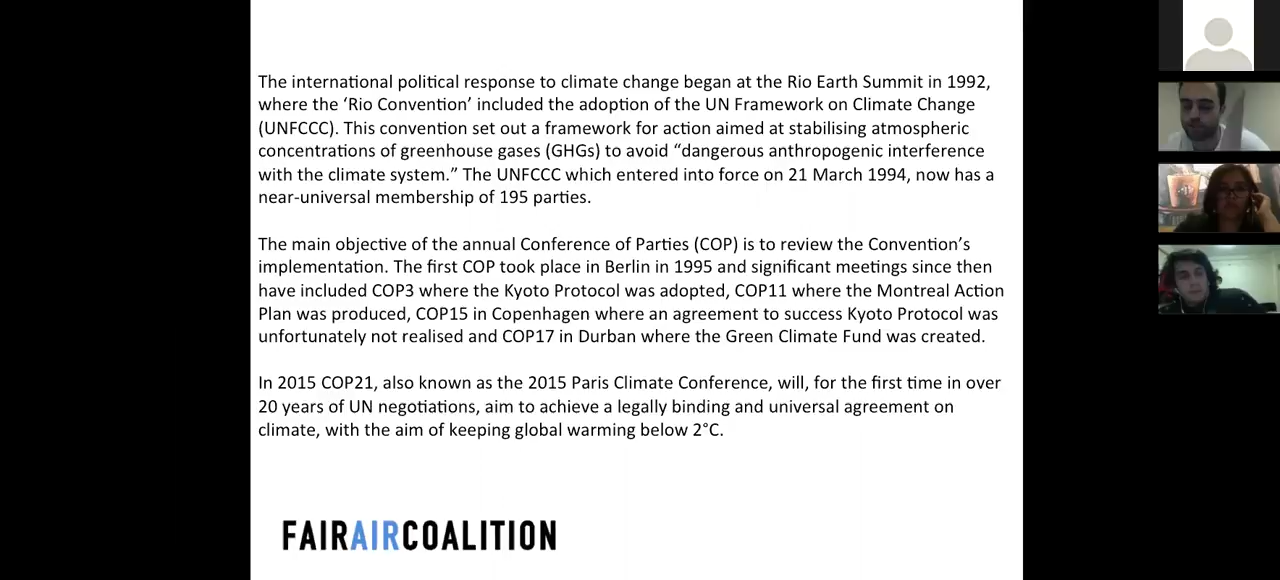 The international political response to climate change began at the Rio Earth Summit in 1992,
where the ‘Rio Convention’ included the adoption of the UN Framework on Climate Change
(UNFCCC). This convention set out a framework for action aimed at stabilising atmospheric
concentrations of greenhouse gases (GHGs) to avoid “dangerous anthropogenic interference
with the climate system.” The UNFCCC which entered into force on 21 March 1994, now has a
near-universal membership of 195 parties.
The main objective of the annual Conference of Parties (COP) is to review the Convention’s
implementation. The first COP took place in Berlin in 1995 and significant meetings since then
have included COP3 where the Kyoto Protocol was adopted, COP11 where the Montreal Action
Plan was produced, COP15 in Copenhagen where an agreement to success Kyoto Protocol was
unfortunately not realised and COP17 in Durban where the Green Climate Fund was created.
In 2015 COP21, also known as the 2015 Paris Climate Conference, will, for the first time in over
20 years of UN negotiations, aim to achieve a legally binding and universal agreement on
climate, with the aim of keeping global warming below 2°C.
FAIRAIRCOALITION